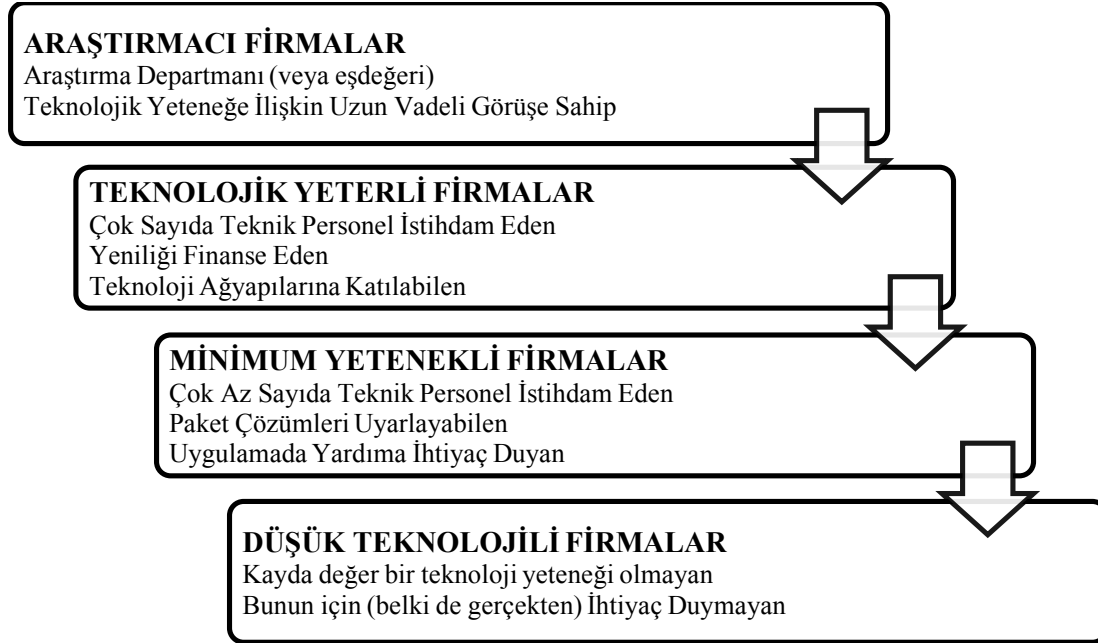 ARAŞTIRMACI FİRMALAR
Araştırma Departmanı (veya eşdeğeri)
Teknolojik Yeteneğe İlişkin Uzun Vadeli Görüşe Sahip
TEKNOLOJİK YETERLİ FİRMALAR
Çok Sayıda Teknik Personel İstihdam Eden
Yeniliği Finanse Eden
Teknoloji Ağyapılarına Katılabilen
MİNİMUM YETENEKLİ FİRMALAR
Çok Az Sayıda Teknik Personel İstihdam Eden
Paket Çözümleri Uyarlayabilen
Uygulamada Yardıma İhtiyaç Duyan
DÜŞÜK TEKNOLOJİLİ FİRMALAR
Kayda değer bir teknoloji yeteneği olmayan
Bunun için (belki de gerçekten) İhtiyaç Duymayan